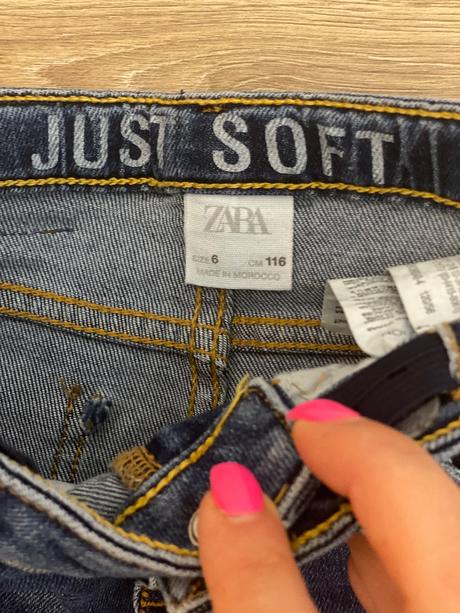 JUST SOFT
ZARA
SIZE 6 CM 116
MADE IN MOROCCO